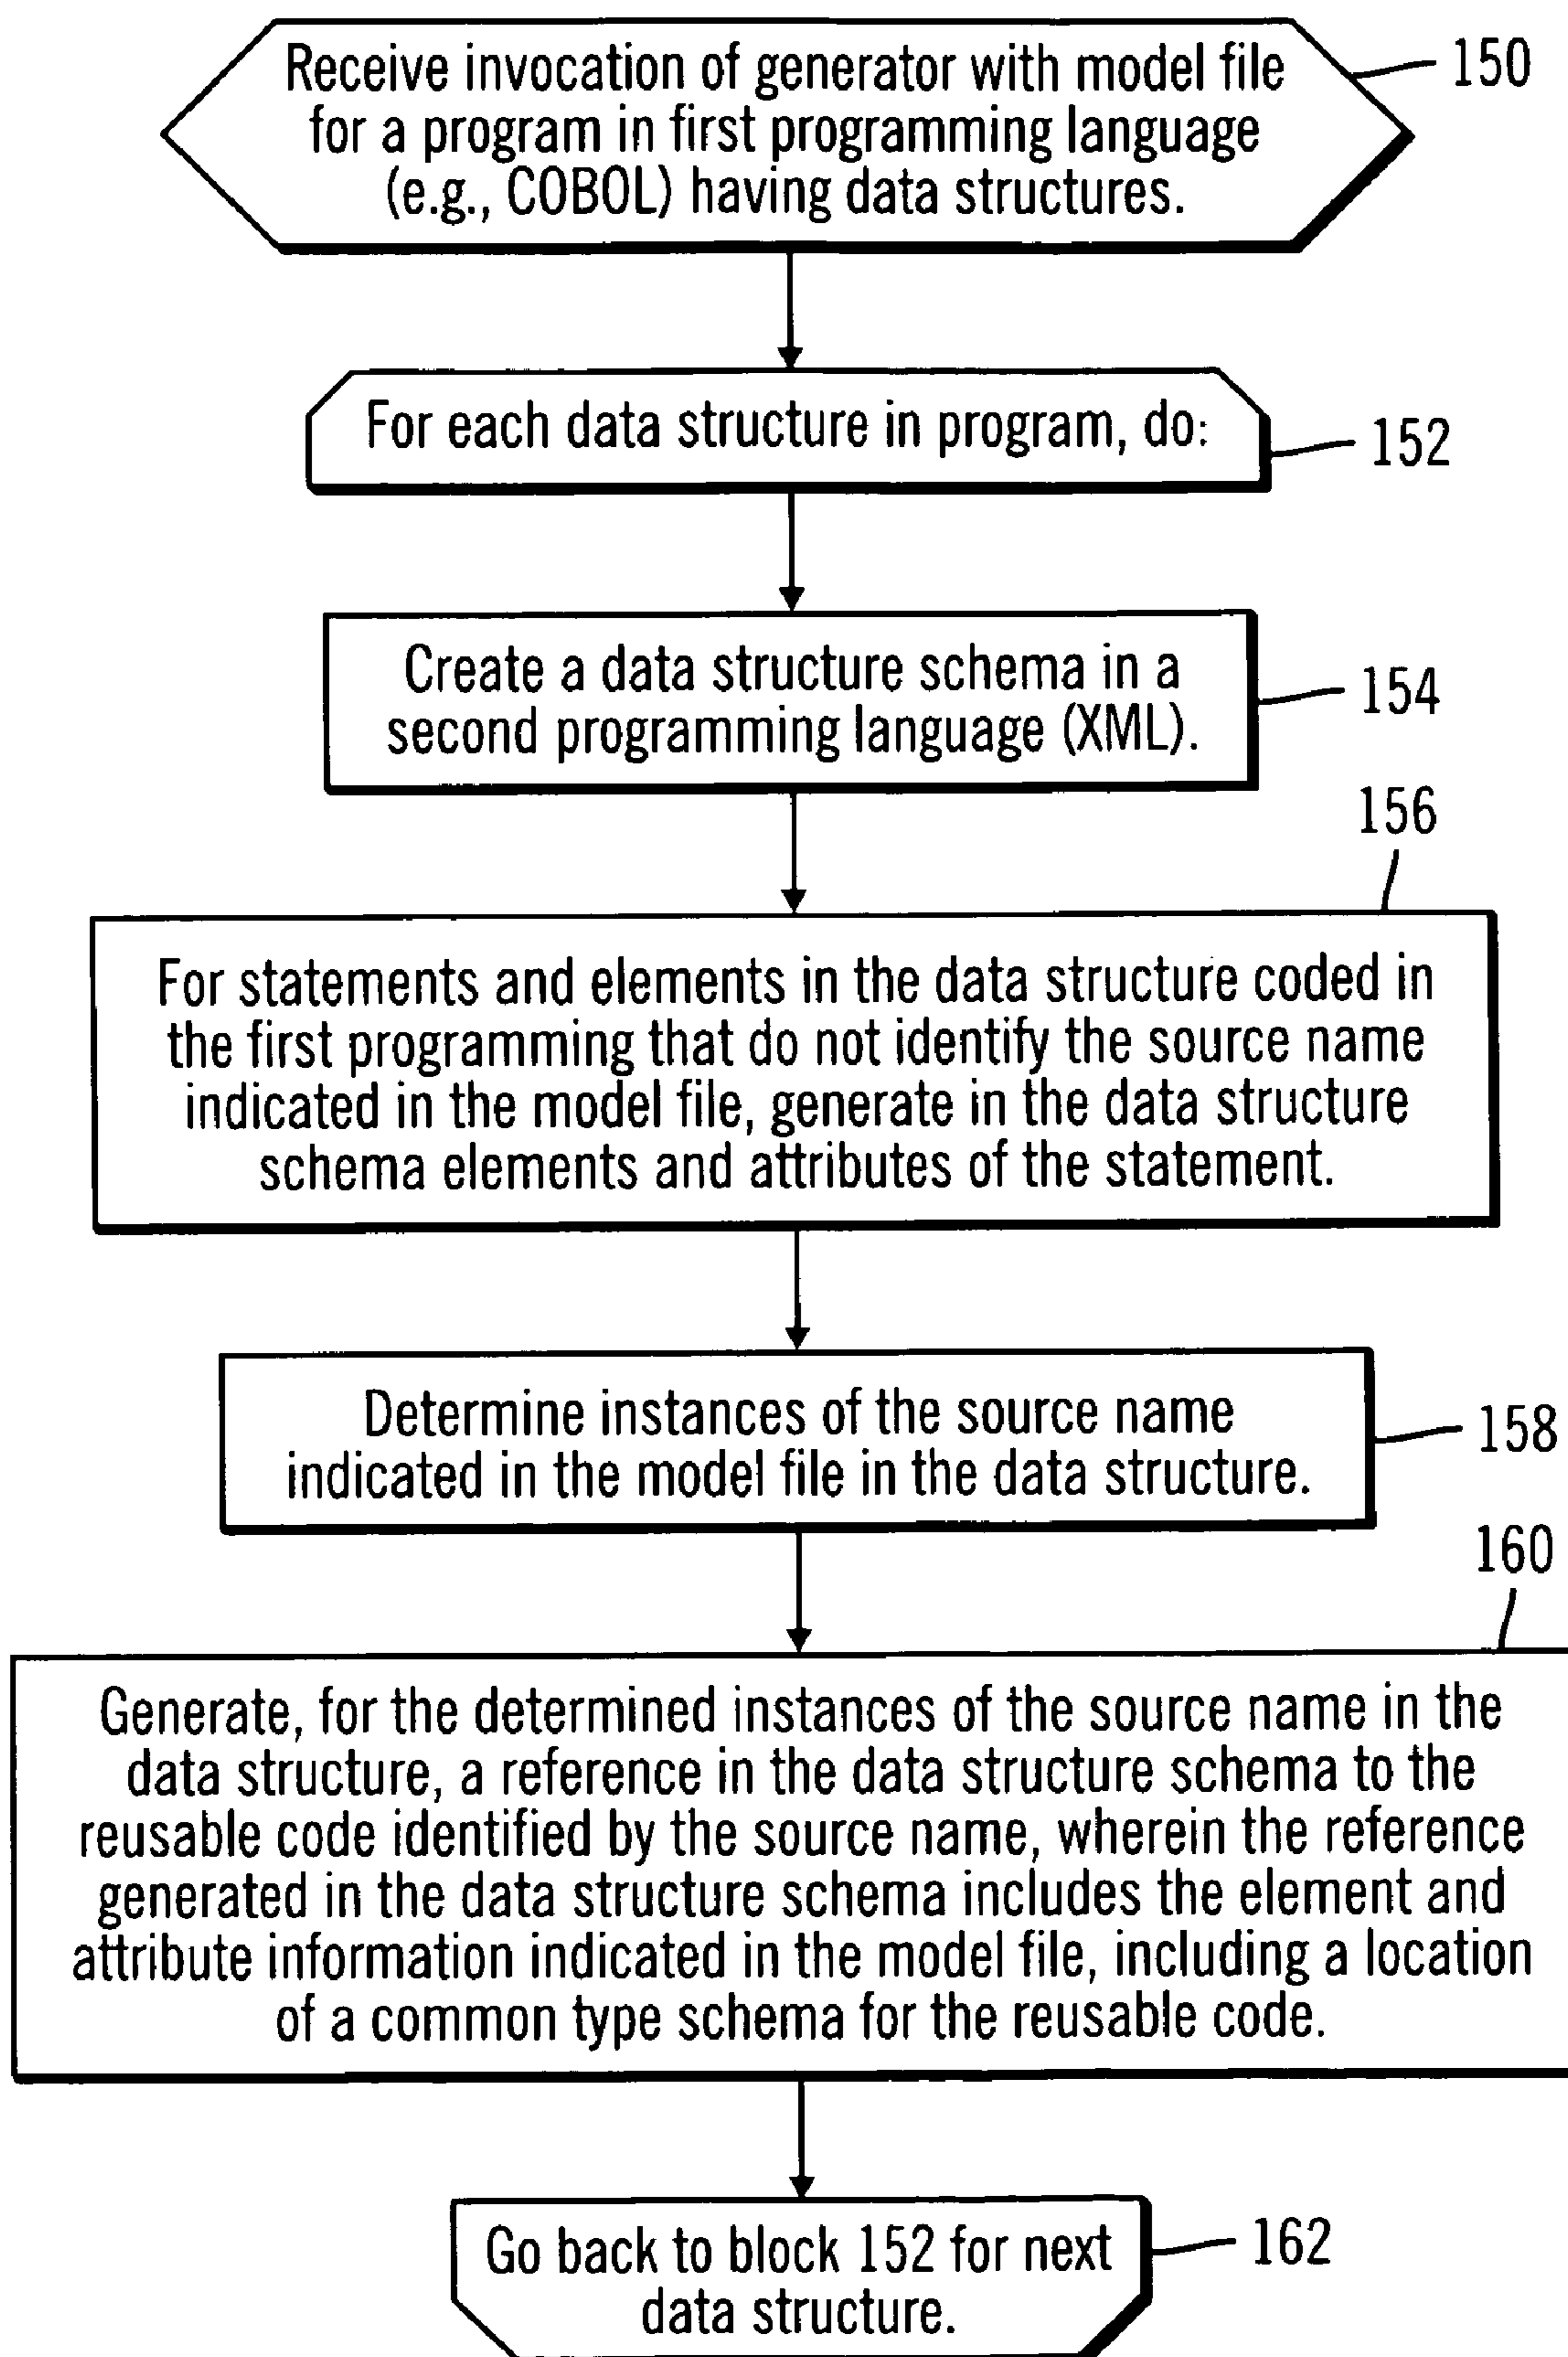 Receive invocation of generator with model file
for a program in first programming language
(e.g., COBOL) having data structures.
150
For each data structure in program, do:
152
Create a data structure schema in a
second programming language (XML).
154
156
For statements and elements in the data structure coded in
the first programming that do not identify the source name
indicated in the model file, generate in the data structure
schema elements and attributes of the statement.
Determine instances of the source name
indicated in the model file in the data structure.
158
160
Generate, for the determined instances of the source name in the
data structure, a reference in the data structure schema to the
reusable code identified by the source name, wherein the reference
generated in the data structure schema includes the element and
attribute information indicated in the model file, including a location
of a common type schema for the reusable code.
Go back to block 152 for next
data structure.
162